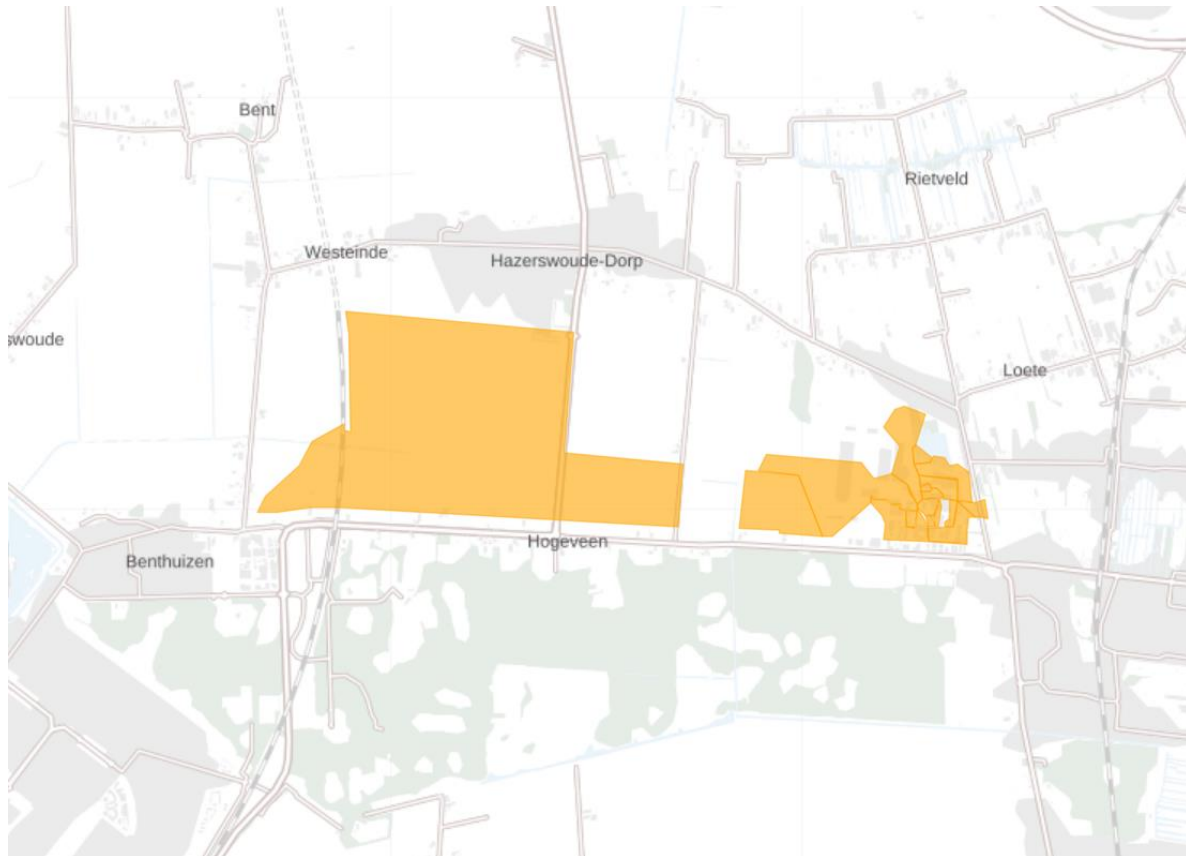 Bent
Rietveld
Westeinde
Hazerswoude-Dorp
swoude
Loete
Hogeveen
Benthuizen